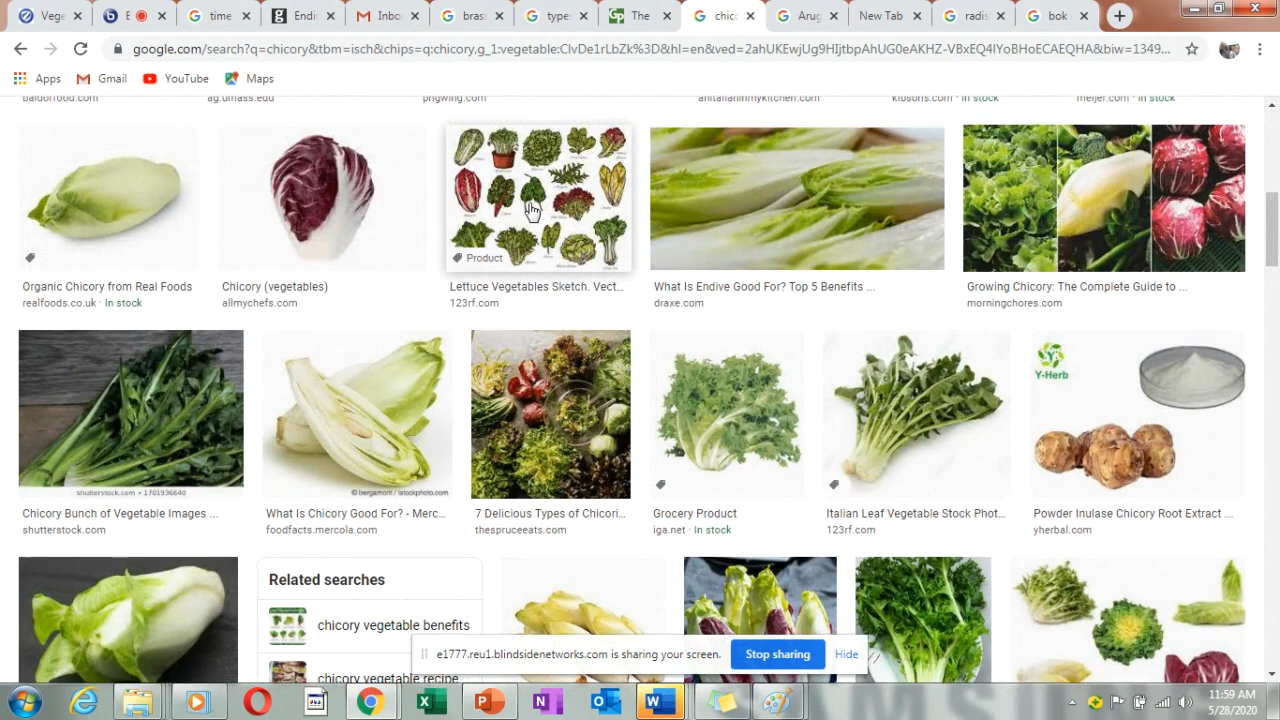 Vege
E
time
Endi
Inbo,
bras
type
The
chic
Arug
New Tab
radis
bok
google.com/search?q=chicory&tbm=isch&chips=q:chicory,g_1:vegetable:CIvDe1rLbZk%3D&hl=en&ved=2ahUKEwjUg9HIjtbpAhUG0eAKHZ-VBxEQ4lYoBHoECAEQHA&biw=1349...
Apps
Gmail
YouTube
Maps
baldorfood.com
ag.umass.edu
pngwing.com
anitalianinmykitchen.com
kibsons.com · In stock
meijer.com · In stock
Product
Organic Chicory from Real Foods
Chicory (vegetables)
Lettuce Vegetables Sketch. Vect...
What Is Endive Good For? Top 5 Benefits ...
Growing Chicory: The Complete Guide to ...
realfoods.co.uk · In stock
allmychefs.com
123rf.com
draxe.com
morningchores.com
Y-Herb
shutterstock.com • 1701936640
© bergamont / istockphoto.com
Chicory Bunch of Vegetable Images ...
What Is Chicory Good For? - Merc...
7 Delicious Types of Chicori...
Grocery Product
Italian Leaf Vegetable Stock Phot...
Powder Inulase Chicory Root Extract ...
shutterstock.com
foodfacts.mercola.com
thespruceeats.com
iga.net · In stock
123rf.com
yherbal.com
Related searches
chicory vegetable benefits
chicory vegetable recipe
e1777.reu1.blindsidenetworks.com is sharing your screen.
Stop sharing
Hide
11:59 AM
5/28/2020